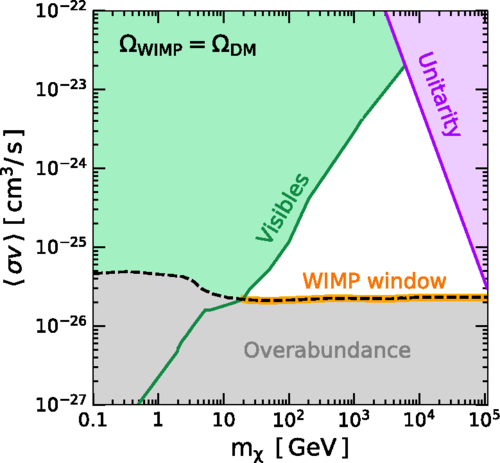 Ω_WIMP = Ω_DM
Unitarity
Visibles
WIMP window
Overabundance
⟨σv⟩ [cm³/s]
10⁻²²
10⁻²³
10⁻²⁴
10⁻²⁵
10⁻²⁶
10⁻²⁷
0.1 1 10 10² 10³ 10⁴ 10⁵
m_χ [GeV]